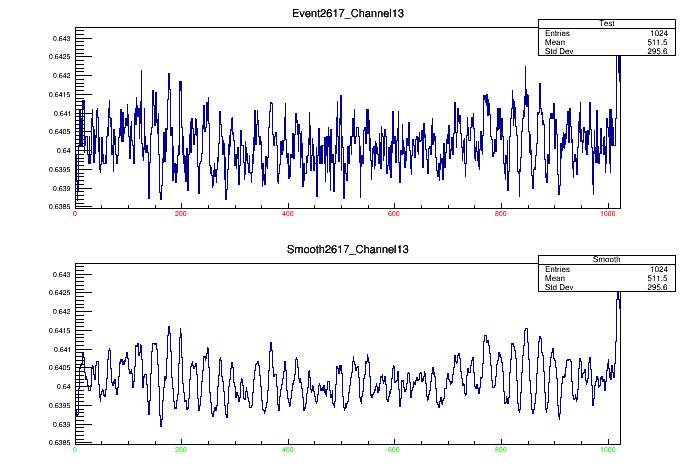 Event2617_Channel13
Test
Entries 1024
Mean 511.5
Std Dev 295.6
0.643
0.6425
0.642
0.6415
0.641
0.6405
0.64
0.6395
0.639
0.6385
0 200 400 600 800 1000
Smooth2617_Channel13
Smooth
Entries 1024
Mean 511.5
Std Dev 295.6
0.643
0.6425
0.642
0.6415
0.641
0.6405
0.64
0.6395
0.639
0.6385
0 200 400 600 800 1000